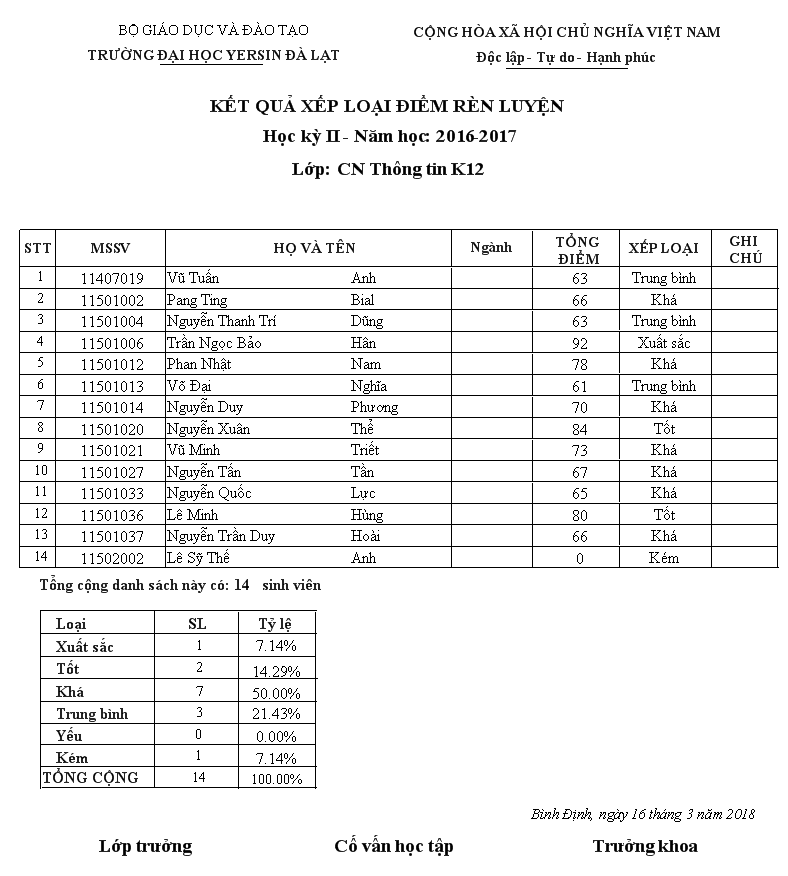 BỘ GIÁO DỤC VÀ ĐÀO TẠO
TRƯỜNG ĐẠI HỌC YERSIN ĐÀ LẠT
CỘNG HÒA XÃ HỘI CHỦ NGHĨA VIỆT NAM
Độc lập - Tự do - Hạnh phúc
KẾT QUẢ XẾP LOẠI ĐIỂM RÈN LUYỆN
Học kỳ II - Năm học: 2016-2017
Lớp: CN Thông tin K12
STT MSSV HỌ VÀ TÊN Ngành TỔNG ĐIỂM XẾP LOẠI GHI CHÚ
1 11407019 Vũ Tuấn Anh 63 Trung bình
2 11501002 Pang Ting Bial 66 Khá
3 11501004 Nguyễn Thanh Trí Dũng 63 Trung bình
4 11501006 Trần Ngọc Bảo Hân 92 Xuất sắc
5 11501012 Phan Nhật Nam 78 Khá
6 11501013 Võ Đại Nghĩa 61 Trung bình
7 11501014 Nguyễn Duy Phương 70 Khá
8 11501020 Nguyễn Xuân Thể 84 Tốt
9 11501021 Vũ Minh Triết 73 Khá
10 11501027 Nguyễn Tấn Tần 67 Khá
11 11501033 Nguyễn Quốc Lực 65 Khá
12 11501036 Lê Minh Hùng 80 Tốt
13 11501037 Nguyễn Trần Duy Hoài 66 Khá
14 11502002 Lê Sỹ Thế Anh 0 Kém
Tổng cộng danh sách này có: 14 sinh viên
Loại SL Tỷ lệ
Xuất sắc 1 7.14%
Tốt 2 14.29%
Khá 7 50.00%
Trung bình 3 21.43%
Yếu 0 0.00%
Kém 1 7.14%
TỔNG CỘNG 14 100.00%
Bình Định, ngày 16 tháng 3 năm 2018
Lớp trưởng Cố vấn học tập Trưởng khoa